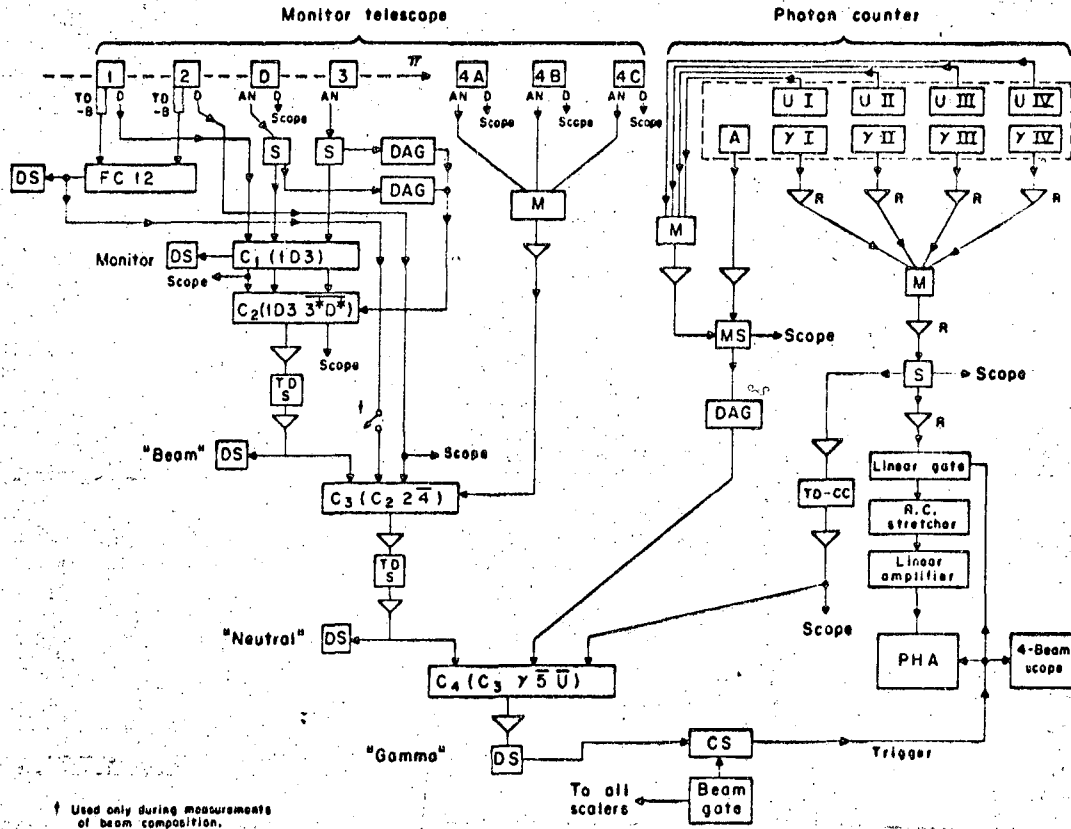 Monitor telescope
Photon counter
1 2 D 3 π 4A 4B 4C
TD-B D TD-B D AN D AN AN D AN D AN D
Scope Scope Scope Scope
U I U II U III U IV
A γ I γ II γ III γ IV
S S DAG
DAG
DS FC 12
M
M
R R R R
Monitor DS C₁ (1D3)
Scope
M
C₂(1D3 3*D*)
R
MS Scope
Scope
S Scope
TD S
DAG
R
†
"Beam" DS Scope
Linear gate
C₃ (C₂ 2 4̅)
TD-CC
R.C. stretcher
TD S
Linear amplifier
Scope
"Neutral" DS
PHA
4-Beam scope
C₄ (C₃ γ 5̅ U̅)
"Gamma" DS
CS
Trigger
To all scalers
Beam gate
† Used only during measurements
of beam composition.